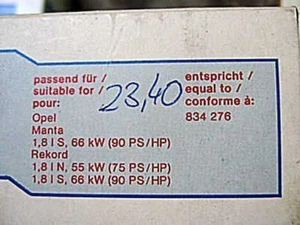 passend für / entspricht /
suitable for / 23,40 equal to /
pour: conforme à:
Opel 834 276
Manta
1,8 l S, 66 kW (90 PS/HP)
Rekord
1,8 l N, 55 kW (75 PS/HP)
1,8 l S, 66 kW (90 PS/HP)